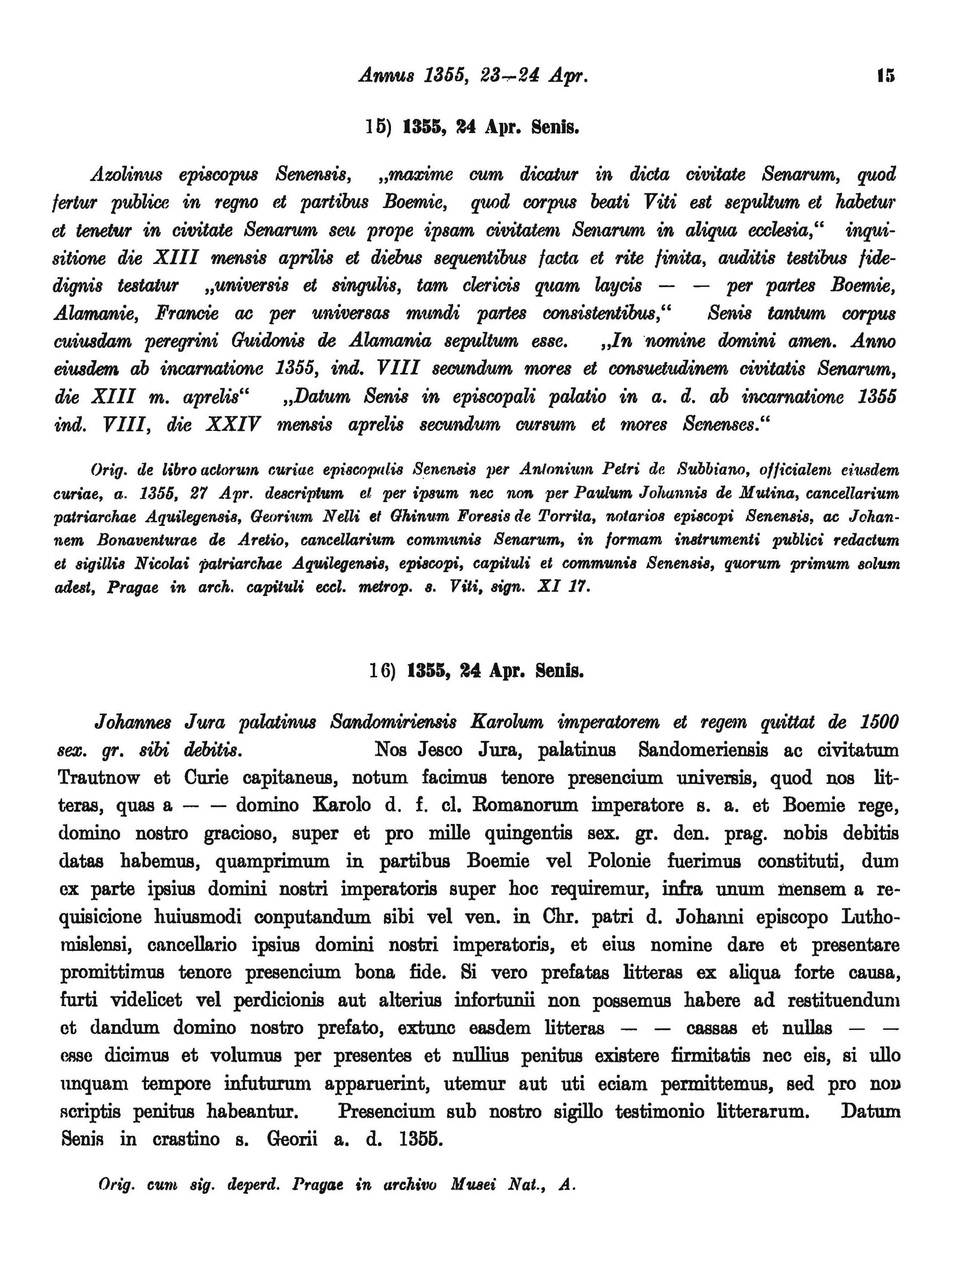 Annus 1355, 23—24 Apr. 15
15) 1355, 24 Apr. Senis.
Azolinus episcopus Senensis, „maxime cum dicatur in dicta civitate Senarum, quod
fertur publice in regno et partibus Boemie, quod corpus beati Viti est sepultum et habetur
et tenetur in civitate Senarum seu prope ipsam civitatem Senarum in aliqua ecclesia,“ inqui-
sitione die XIII mensis aprilis et diebus sequentibus facta et rite finita, auditis testibus fide-
dignis testatur „universis et singulis, tam clericis quam laycis — — per partes Boemie,
Alamanie, Francie ac per universas mundi partes consistentibus,“ Senis tantum corpus
cuiusdam peregrini Guidonis de Alamania sepultum esse. „In nomine domini amen. Anno
eiusdem ab incarnatione 1355, ind. VIII secundum mores et consuetudinem civitatis Senarum,
die XIII m. aprelis“ „Datum Senis in episcopali palatio in a. d. ab incarnatione 1355
ind. VIII, die XXIV mensis aprelis secundum cursum et mores Senenses.“
Orig. de libro actorum curiae episcopalis Senensis per Antonium Petri de Subbiano, officialem eiusdem
curiae, a. 1355, 27 Apr. descriptum et per ipsum nec non per Paulum Johannis de Mutina, cancellarium
patriarchae Aquilegensis, Georium Nelli et Ghinum Foresis de Torrita, notarios episcopi Senensis, ac Johan-
nem Bonaventurae de Aretio, cancellarium communis Senarum, in formam instrumenti publici redactum
et sigillis Nicolai patriarchae Aquilegensis, episcopi, capituli et communis Senensis, quorum primum solum
adest, Pragae in arch. capituli eccl. metrop. s. Viti, sign. XI 17.
16) 1355, 24 Apr. Senis.
Johannes Jura palatinus Sandomiriensis Karolum imperatorem et regem quittat de 1500
sex. gr. sibi debitis. Nos Jesco Jura, palatinus Sandomeriensis ac civitatum
Trautnow et Curie capitaneus, notum facimus tenore presencium universis, quod nos lit-
teras, quas a — — domino Karolo d. f. cl. Romanorum imperatore s. a. et Boemie rege,
domino nostro gracioso, super et pro mille quingentis sex. gr. den. prag. nobis debitis
datas habemus, quamprimum in partibus Boemie vel Polonie fuerimus constituti, dum
ex parte ipsius domini nostri imperatoris super hoc requiremur, infra unum mensem a re-
quisicione huiusmodi conputandum sibi vel ven. in Chr. patri d. Johanni episcopo Lutho-
mislensi, cancellario ipsius domini nostri imperatoris, et eius nomine dare et presentare
promittimus tenore presencium bona fide. Si vero prefatas litteras ex aliqua forte causa,
furti videlicet vel perdicionis aut alterius infortunii non possemus habere ad restituendum
et dandum domino nostro prefato, extunc easdem litteras — — cassas et nullas — —
esse dicimus et volumus per presentes et nullius penitus existere firmitatis nec eis, si ullo
unquam tempore infuturum apparuerint, utemur aut uti eciam permittemus, sed pro non
scriptis penitus habeantur. Presencium sub nostro sigillo testimonio litterarum. Datum
Senis in crastino s. Georii a. d. 1355.
Orig. cum sig. deperd. Pragae in archivo Musei Nat., A.